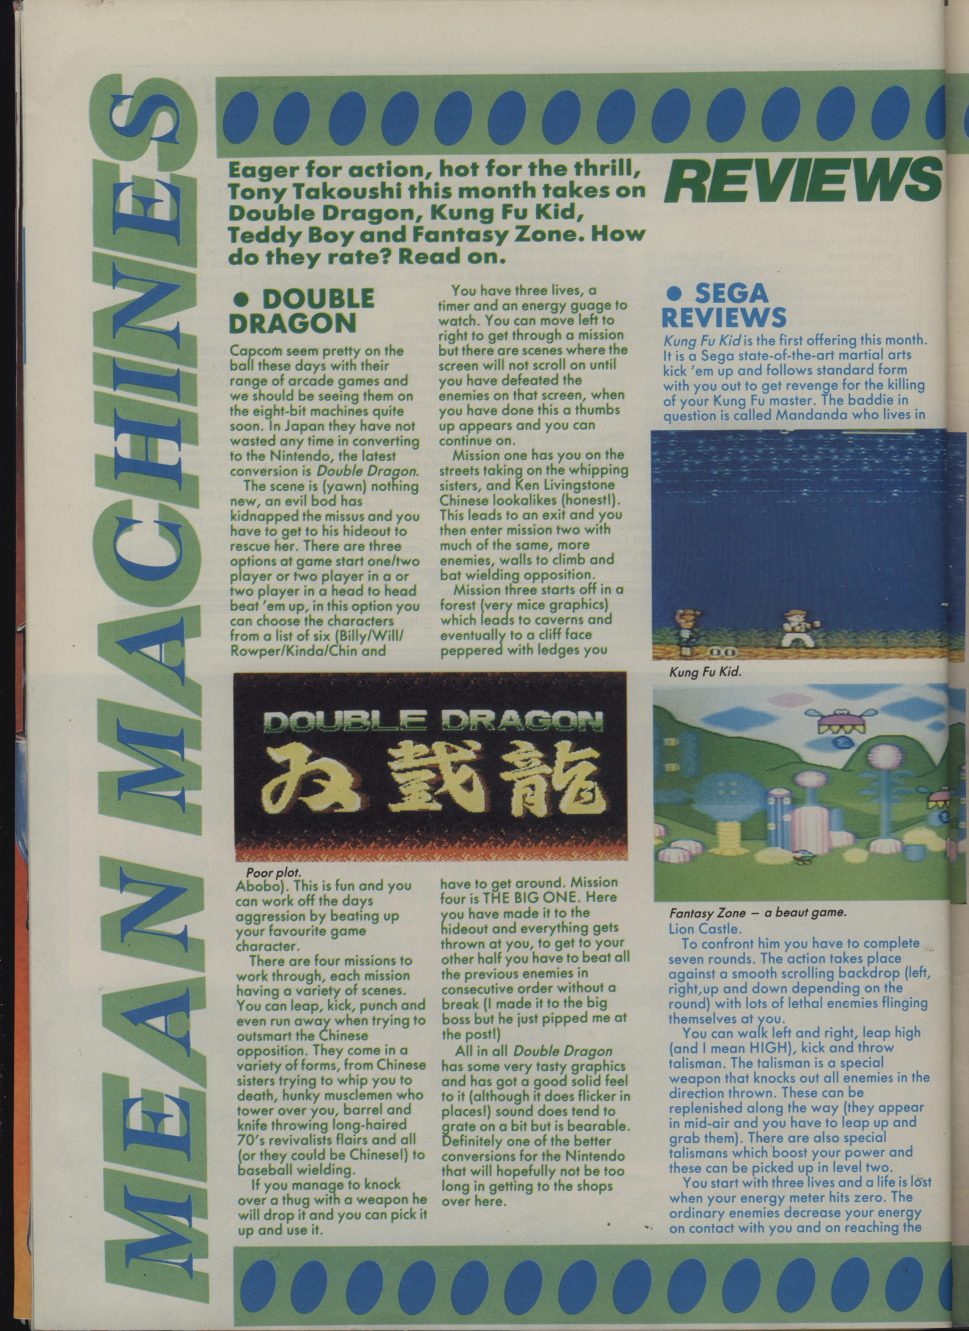 MEAN MACHINES
Eager for action, hot for the thrill,
Tony Takoushi this month takes on
Double Dragon, Kung Fu Kid,
Teddy Boy and Fantasy Zone. How
do they rate? Read on.
REVIEWS
● DOUBLE
DRAGON
Capcom seem pretty on the
ball these days with their
range of arcade games and
we should be seeing them on
the eight-bit machines quite
soon. In Japan they have not
wasted any time in converting
to the Nintendo, the latest
conversion is Double Dragon.
The scene is (yawn) nothing
new, an evil bod has
kidnapped the missus and you
have to get to his hideout to
rescue her. There are three
options at game start one/two
player or two player in a or
two player in a head to head
beat 'em up, in this option you
can choose the characters
from a list of six (Billy/Will/
Rowper/Kinda/Chin and
DOUBLE DRAGON
双截龍
Poor plot.
Abobo). This is fun and you
can work off the days
aggression by beating up
your favourite game
character.
There are four missions to
work through, each mission
having a variety of scenes.
You can leap, kick, punch and
even run away when trying to
outsmart the Chinese
opposition. They come in a
variety of forms, from Chinese
sisters trying to whip you to
death, hunky musclemen who
tower over you, barrel and
knife throwing long-haired
70's revivalists flairs and all
(or they could be Chinese!) to
baseball wielding.
If you manage to knock
over a thug with a weapon he
will drop it and you can pick it
up and use it.
You have three lives, a
timer and an energy guage to
watch. You can move left to
right to get through a mission
but there are scenes where the
screen will not scroll on until
you have defeated the
enemies on that screen, when
you have done this a thumbs
up appears and you can
continue on.
Mission one has you on the
streets taking on the whipping
sisters, and Ken Livingstone
Chinese lookalikes (honest!).
This leads to an exit and you
then enter mission two with
much of the same, more
enemies, walls to climb and
bat wielding opposition.
Mission three starts off in a
forest (very mice graphics)
which leads to caverns and
eventually to a cliff face
peppered with ledges you
have to get around. Mission
four is THE BIG ONE. Here
you have made it to the
hideout and everything gets
thrown at you, to get to your
other half you have to beat all
the previous enemies in
consecutive order without a
break (I made it to the big
boss but he just pipped me at
the post!)
All in all Double Dragon
has some very tasty graphics
and has got a good solid feel
to it (although it does flicker in
places!) sound does tend to
grate on a bit but is bearable.
Definitely one of the better
conversions for the Nintendo
that will hopefully not be too
long in getting to the shops
over here.
● SEGA
REVIEWS
Kung Fu Kid is the first offering this month.
It is a Sega state-of-the-art martial arts
kick 'em up and follows standard form
with you out to get revenge for the killing
of your Kung Fu master. The baddie in
question is called Mandanda who lives in
Kung Fu Kid.
Fantasy Zone – a beaut game.
Lion Castle.
To confront him you have to complete
seven rounds. The action takes place
against a smooth scrolling backdrop (left,
right,up and down depending on the
round) with lots of lethal enemies flinging
themselves at you.
You can walk left and right, leap high
(and I mean HIGH), kick and throw
talisman. The talisman is a special
weapon that knocks out all enemies in the
direction thrown. These can be
replenished along the way (they appear
in mid-air and you have to leap up and
grab them). There are also special
talismans which boost your power and
these can be picked up in level two.
You start with three lives and a life is lost
when your energy meter hits zero. The
ordinary enemies decrease your energy
on contact with you and on reaching the